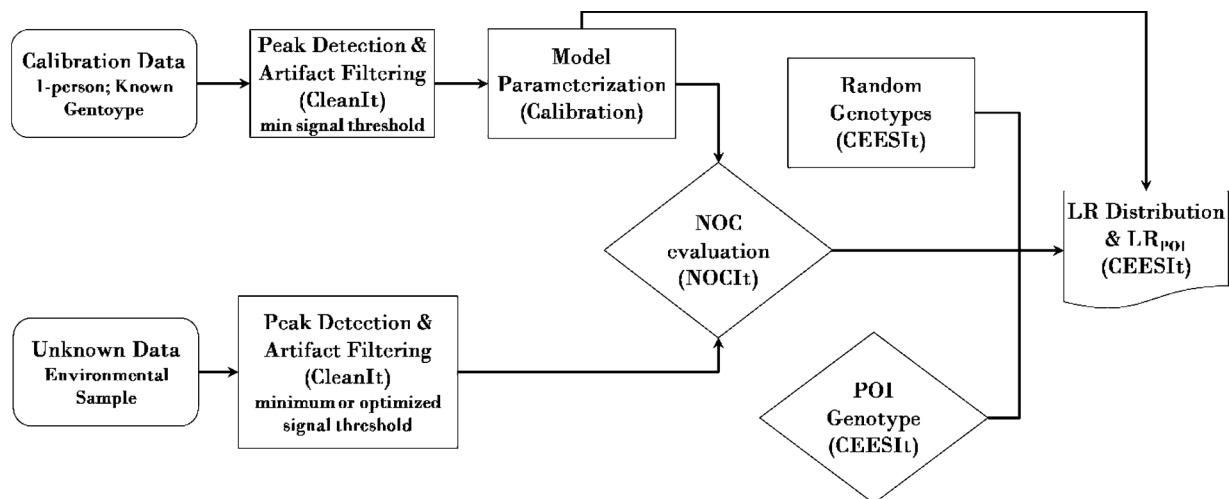 Calibration Data
1-person; Known
Gentoype
Peak Detection &
Artifact Filtering
(CleanIt)
min signal threshold
Model
Parameterization
(Calibration)
Random
Genotypes
(CEESIt)
NOC
evaluation
(NOCIt)
LR Distribution
& LRPOI
(CEESIt)
Unknown Data
Environmental
Sample
Peak Detection &
Artifact Filtering
(CleanIt)
minimum or optimized
signal threshold
POI
Genotype
(CEESIt)